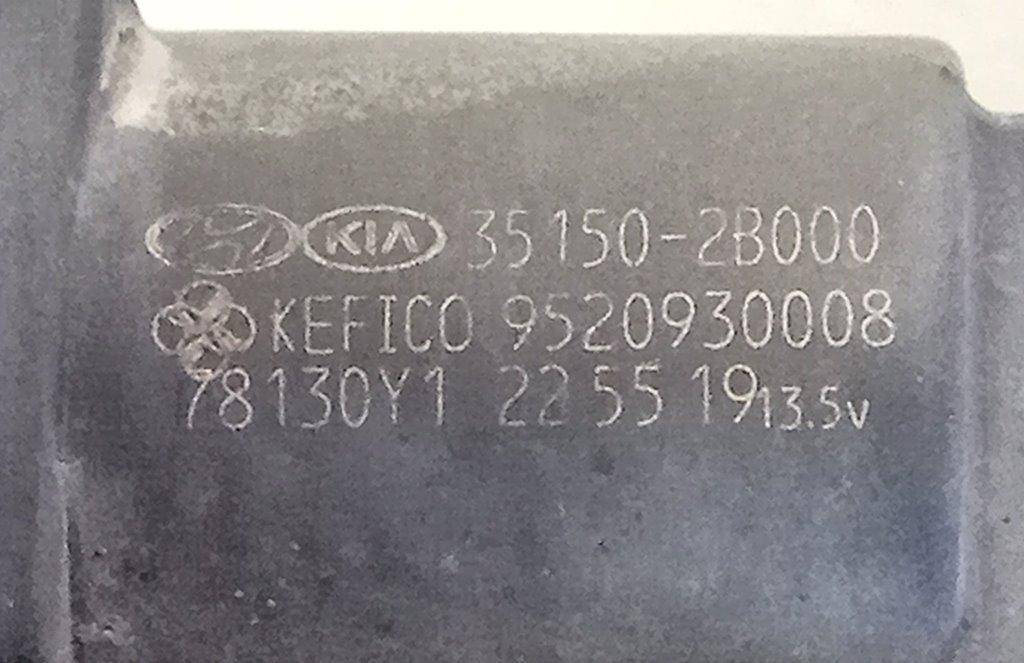 KIA 35150-2B000
KEFICO 9520930008
78130Y1 22 55 19 13.5v